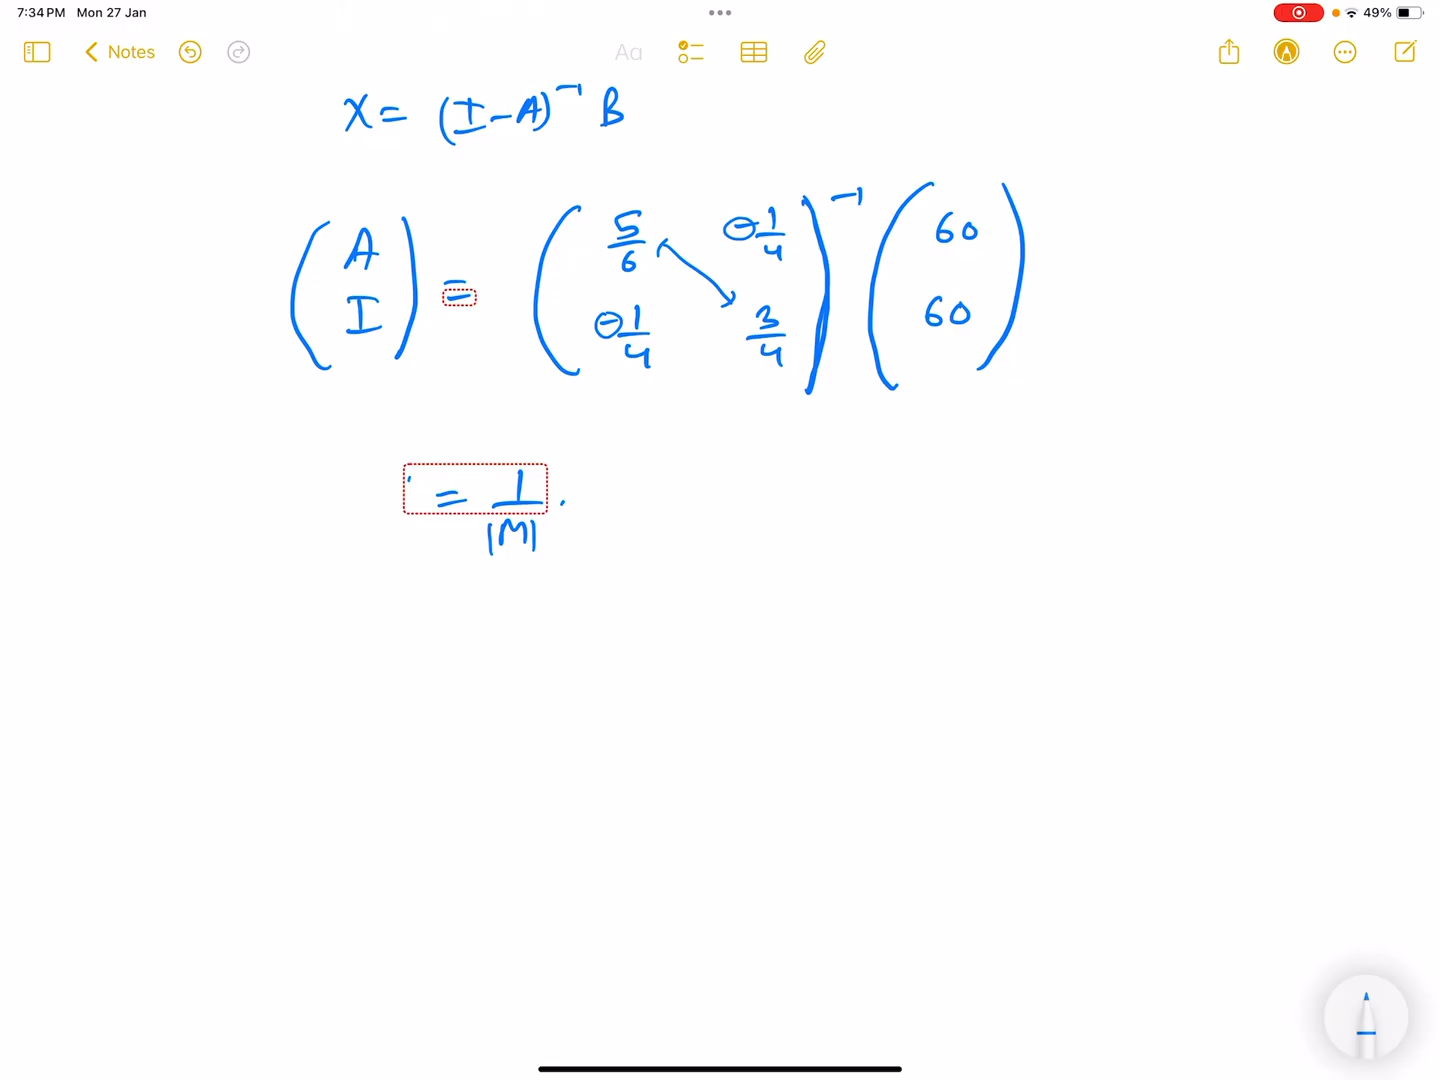 7:34 PM Mon 27 Jan 49%
Notes Aa
X = (I-A)⁻¹ B
(A I) = (5/6 -1/4 -1/4 3/4)⁻¹ (60 60)
= 1/|M| .